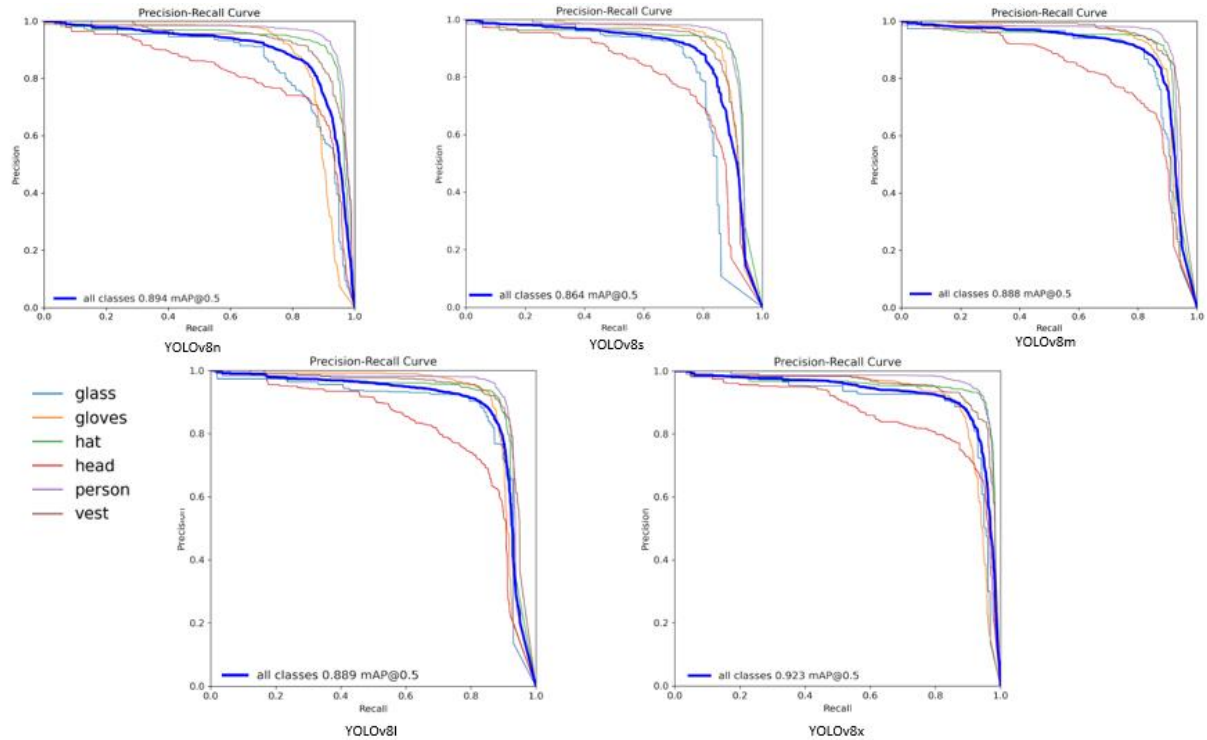 Precision-Recall Curve
Precision
1.0
0.8
0.6
0.4
0.2
0.0
all classes 0.894 mAP@0.5
0.0 0.2 0.4 0.6 0.8 1.0
Recall
YOLOv8n
Precision-Recall Curve
Precision
1.0
0.8
0.6
0.4
0.2
0.0
all classes 0.864 mAP@0.5
0.0 0.2 0.4 0.6 0.8 1.0
Recall
YOLOv8s
Precision-Recall Curve
Precision
1.0
0.8
0.6
0.4
0.2
0.0
all classes 0.888 mAP@0.5
0.0 0.2 0.4 0.6 0.8 1.0
Recall
YOLOv8m
glass
gloves
hat
head
person
vest
Precision-Recall Curve
Precision
1.0
0.8
0.6
0.4
0.2
0.0
all classes 0.889 mAP@0.5
0.0 0.2 0.4 0.6 0.8 1.0
Recall
YOLOv8l
Precision-Recall Curve
Precision
1.0
0.8
0.6
0.4
0.2
0.0
all classes 0.923 mAP@0.5
0.0 0.2 0.4 0.6 0.8 1.0
Recall
YOLOv8x